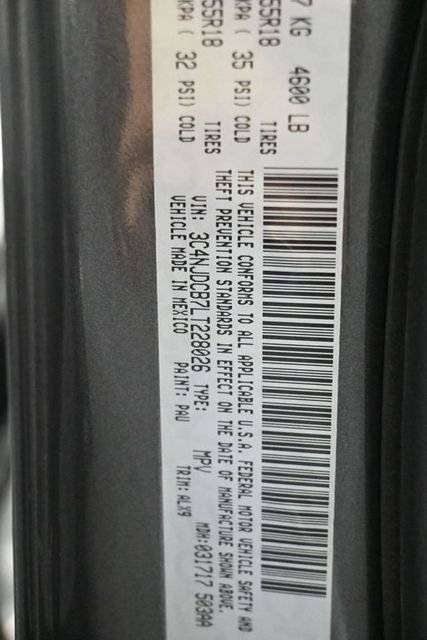 7 KG 4600 LB
55R18 TIRES
KPA ( 35 PSI) COLD
55R18 TIRES
KPA ( 32 PSI) COLD
THIS VEHICLE CONFORMS TO ALL APPLICABLE U.S.A. FEDERAL MOTOR VEHICLE SAFETY AND
THEFT PREVENTION STANDARDS IN EFFECT ON THE DATE OF MANUFACTURE SHOWN ABOVE.
VIN: 3C4NJDCB7LT228026 TYPE: MPV MDH:031717 503AA
VEHICLE MADE IN MEXICO PAINT: PAU TRIM:ALX9